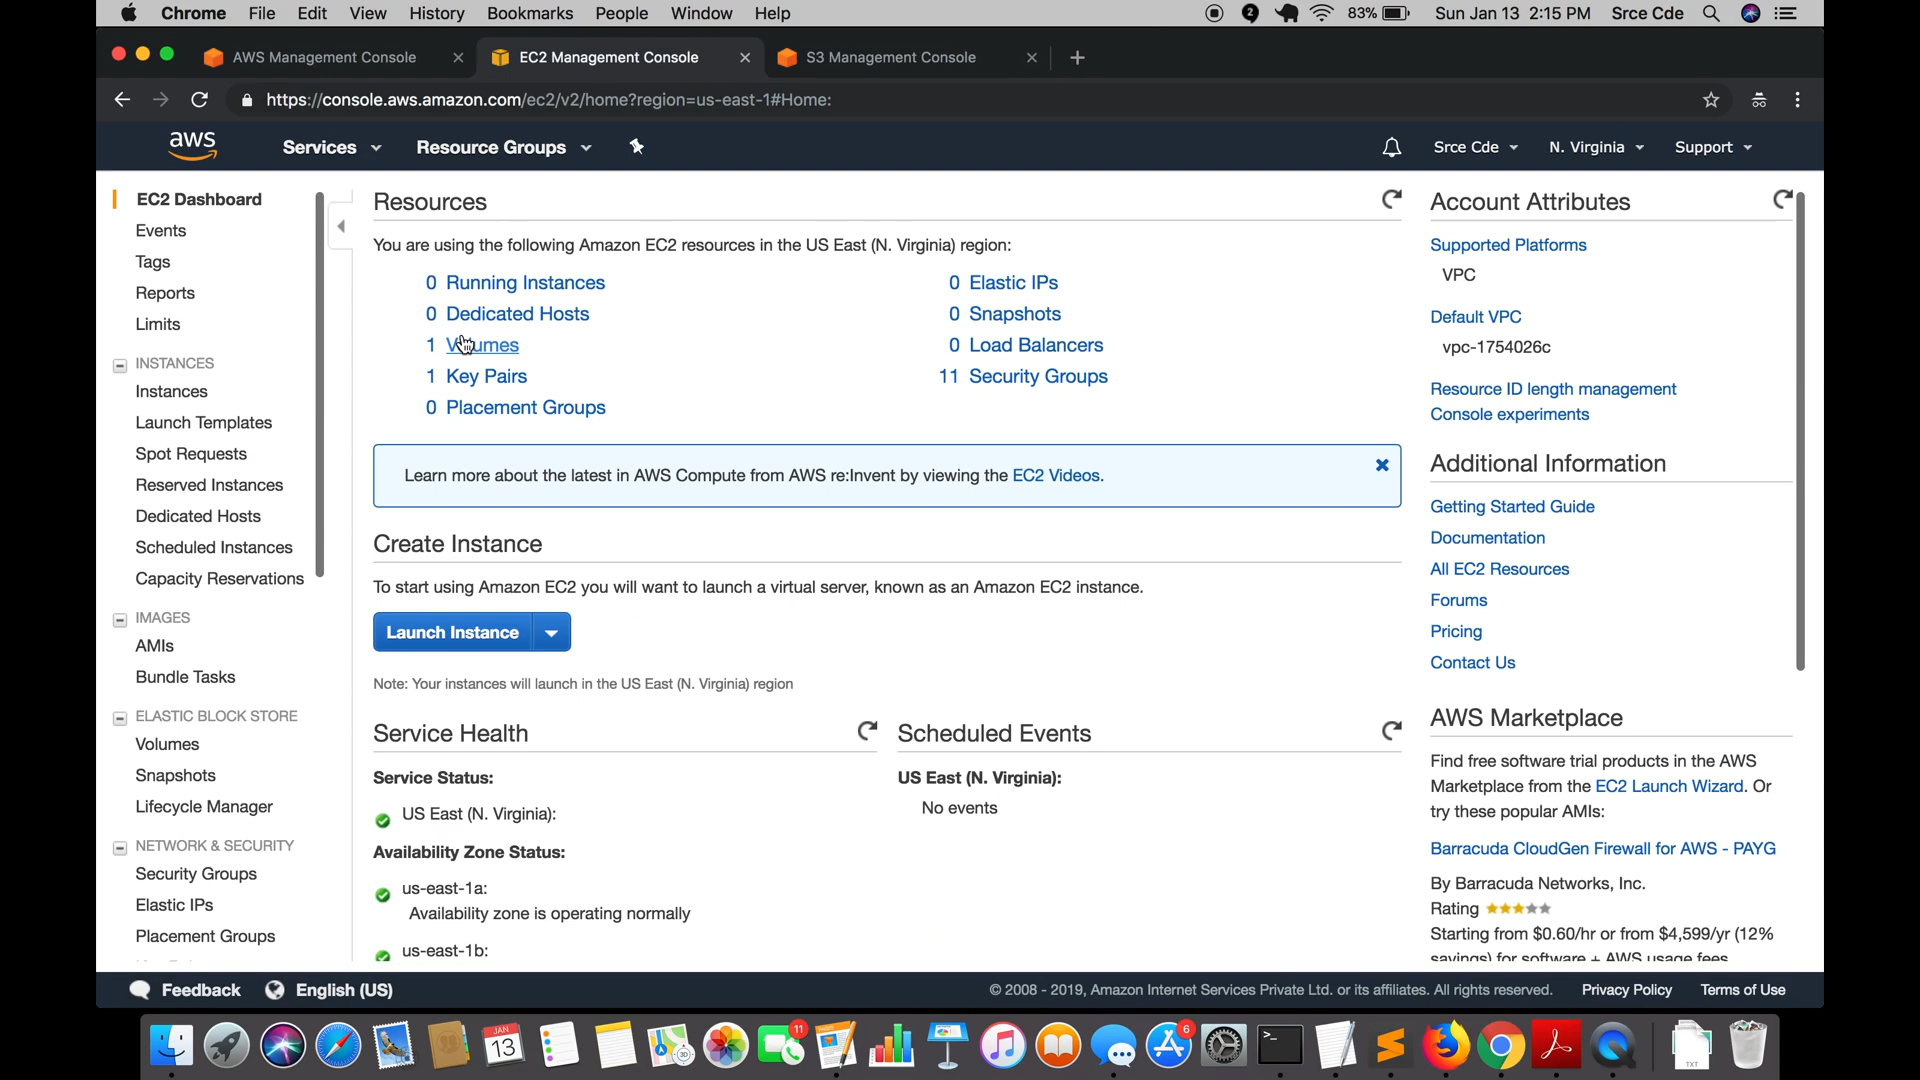 Chrome File Edit View History Bookmarks People Window Help 2 83% Sun Jan 13 2:15 PM Srce Cde
AWS Management Console EC2 Management Console S3 Management Console
https://console.aws.amazon.com/ec2/v2/home?region=us-east-1#Home:
aws Services Resource Groups Srce Cde N. Virginia Support
EC2 Dashboard
Events
Tags
Reports
Limits
INSTANCES
Instances
Launch Templates
Spot Requests
Reserved Instances
Dedicated Hosts
Scheduled Instances
Capacity Reservations
IMAGES
AMIs
Bundle Tasks
ELASTIC BLOCK STORE
Volumes
Snapshots
Lifecycle Manager
NETWORK & SECURITY
Security Groups
Elastic IPs
Placement Groups
Resources
You are using the following Amazon EC2 resources in the US East (N. Virginia) region:
0 Running Instances
0 Dedicated Hosts
1 Volumes
1 Key Pairs
0 Placement Groups
0 Elastic IPs
0 Snapshots
0 Load Balancers
11 Security Groups
Learn more about the latest in AWS Compute from AWS re:Invent by viewing the EC2 Videos.
Create Instance
To start using Amazon EC2 you will want to launch a virtual server, known as an Amazon EC2 instance.
Launch Instance
Note: Your instances will launch in the US East (N. Virginia) region
Service Health
Service Status:
US East (N. Virginia):
Availability Zone Status:
us-east-1a:
Availability zone is operating normally
us-east-1b:
Scheduled Events
US East (N. Virginia):
No events
Account Attributes
Supported Platforms
VPC
Default VPC
vpc-1754026c
Resource ID length management
Console experiments
Additional Information
Getting Started Guide
Documentation
All EC2 Resources
Forums
Pricing
Contact Us
AWS Marketplace
Find free software trial products in the AWS
Marketplace from the EC2 Launch Wizard. Or
try these popular AMIs:
Barracuda CloudGen Firewall for AWS - PAYG
By Barracuda Networks, Inc.
Rating
Starting from $0.60/hr or from $4,599/yr (12%
savings) for software + AWS usage fees
Feedback English (US) © 2008 - 2019, Amazon Internet Services Private Ltd. or its affiliates. All rights reserved. Privacy Policy Terms of Use
JAN
13
11
6
TXT